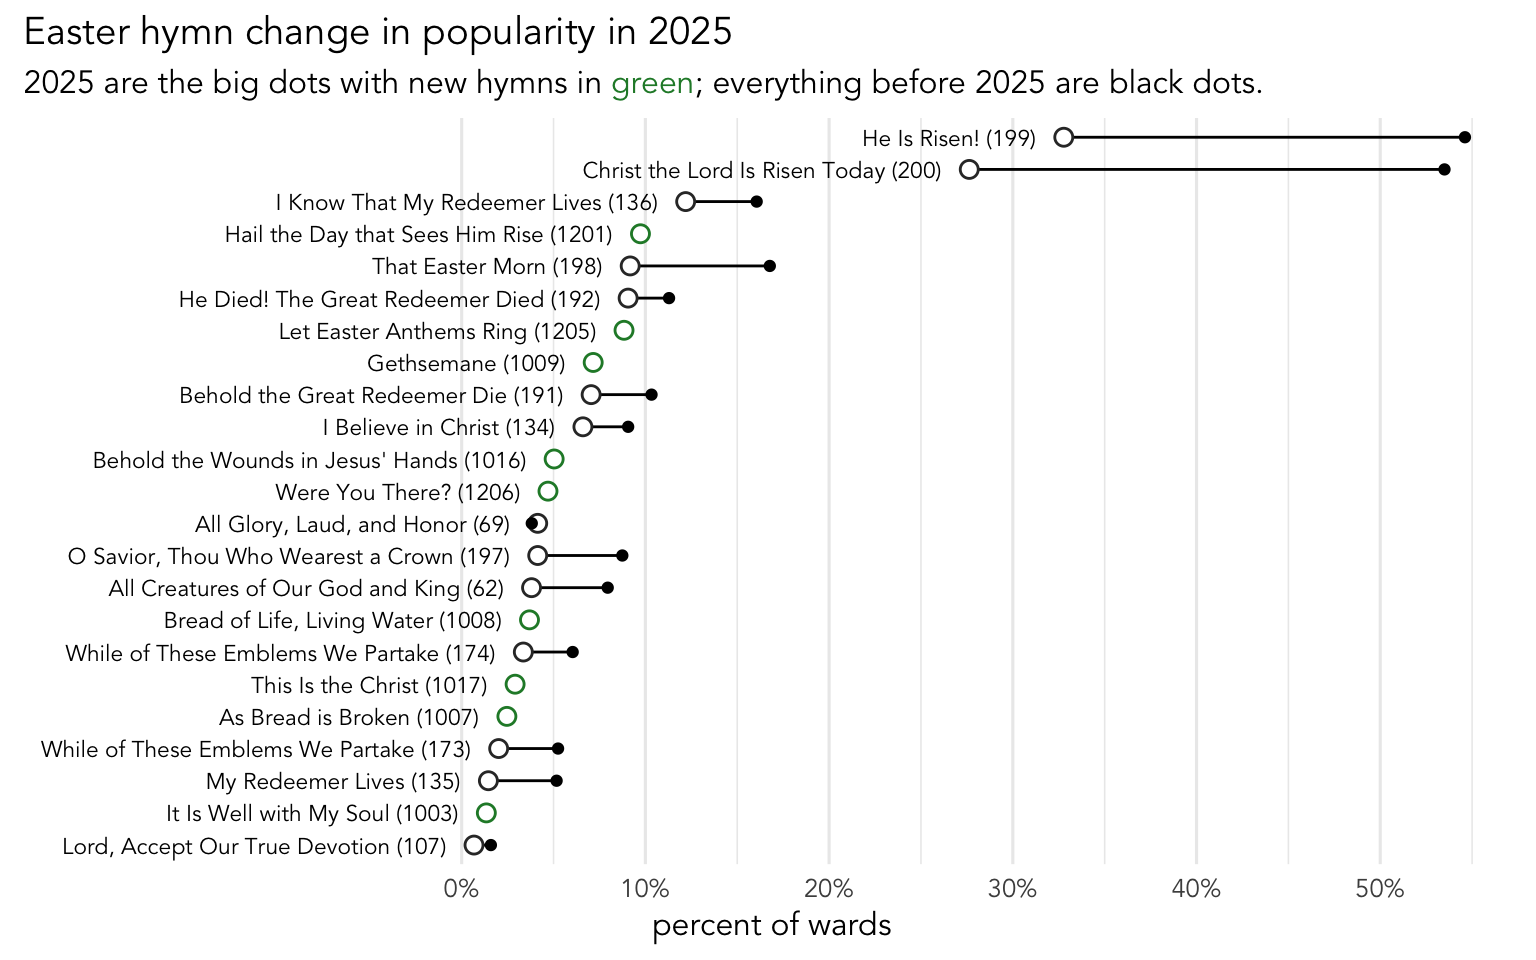 Easter hymn change in popularity in 2025
2025 are the big dots with new hymns in green; everything before 2025 are black dots.
He Is Risen! (199)
Christ the Lord Is Risen Today (200)
I Know That My Redeemer Lives (136)
Hail the Day that Sees Him Rise (1201)
That Easter Morn (198)
He Died! The Great Redeemer Died (192)
Let Easter Anthems Ring (1205)
Gethsemane (1009)
Behold the Great Redeemer Die (191)
I Believe in Christ (134)
Behold the Wounds in Jesus' Hands (1016)
Were You There? (1206)
All Glory, Laud, and Honor (69)
O Savior, Thou Who Wearest a Crown (197)
All Creatures of Our God and King (62)
Bread of Life, Living Water (1008)
While of These Emblems We Partake (174)
This Is the Christ (1017)
As Bread is Broken (1007)
While of These Emblems We Partake (173)
My Redeemer Lives (135)
It Is Well with My Soul (1003)
Lord, Accept Our True Devotion (107)
0% 10% 20% 30% 40% 50%
percent of wards